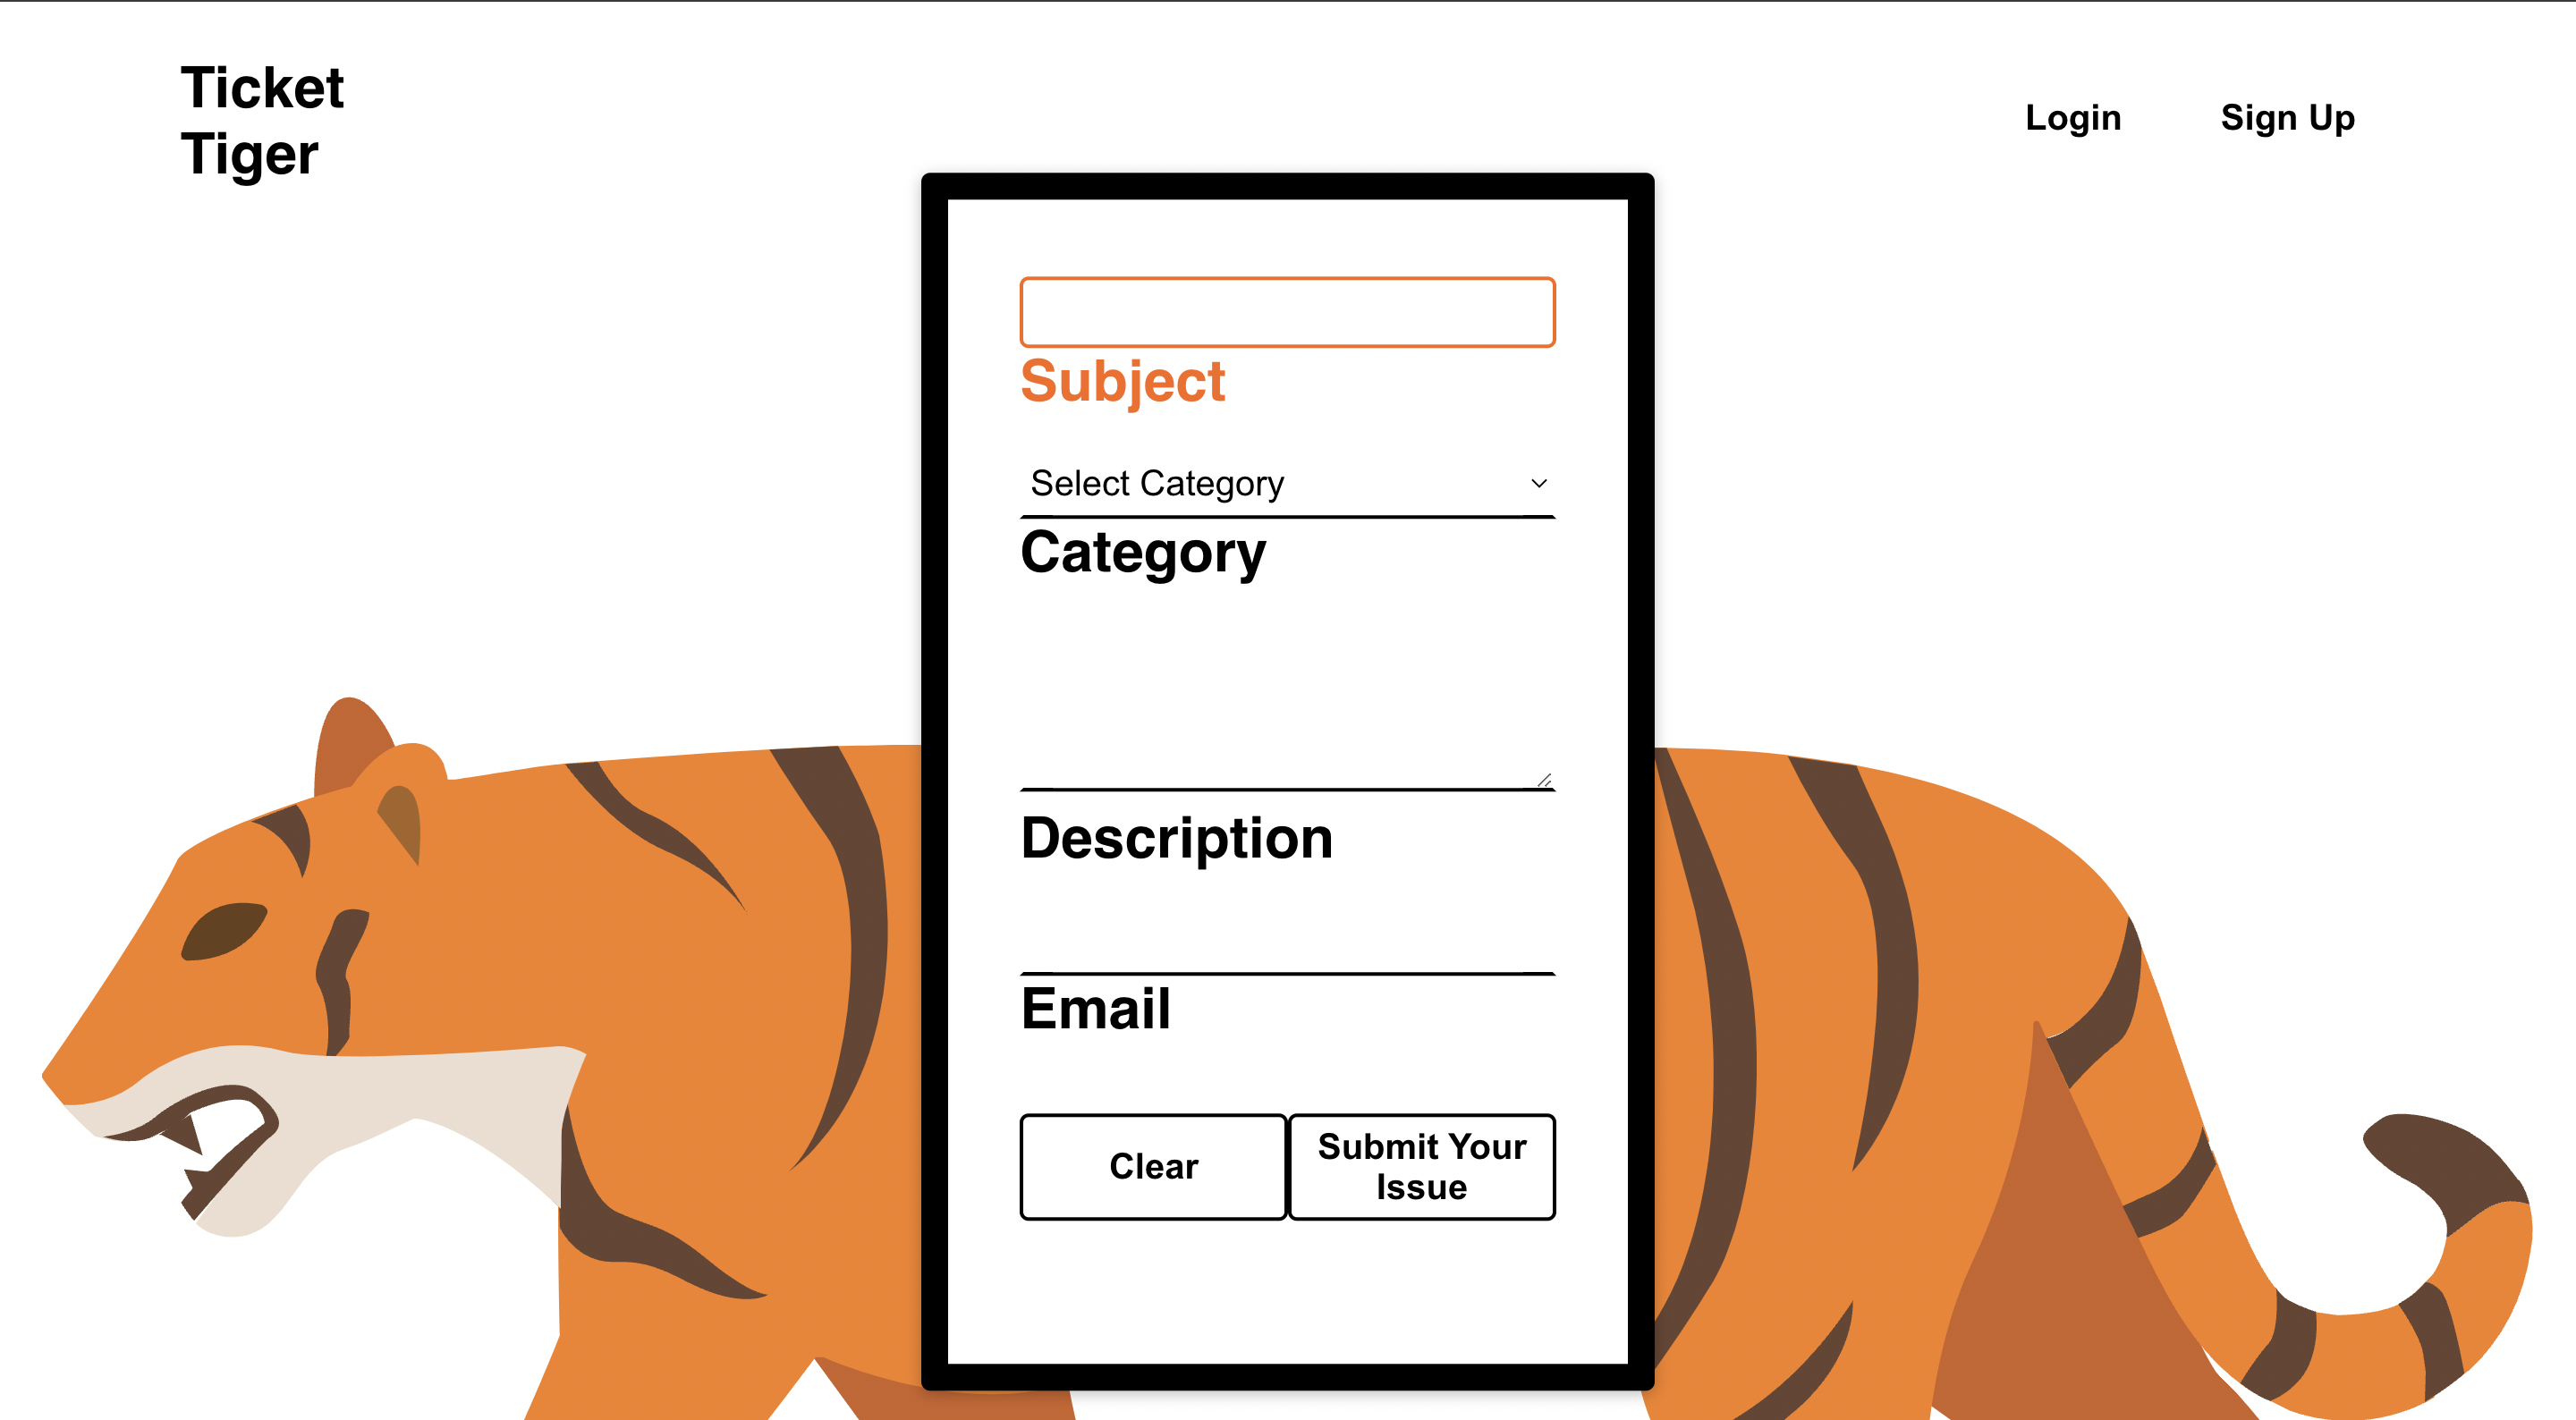 Ticket
Tiger
Login
Sign Up
Subject
Select Category
Category
Description
Email
Clear
Submit Your
Issue